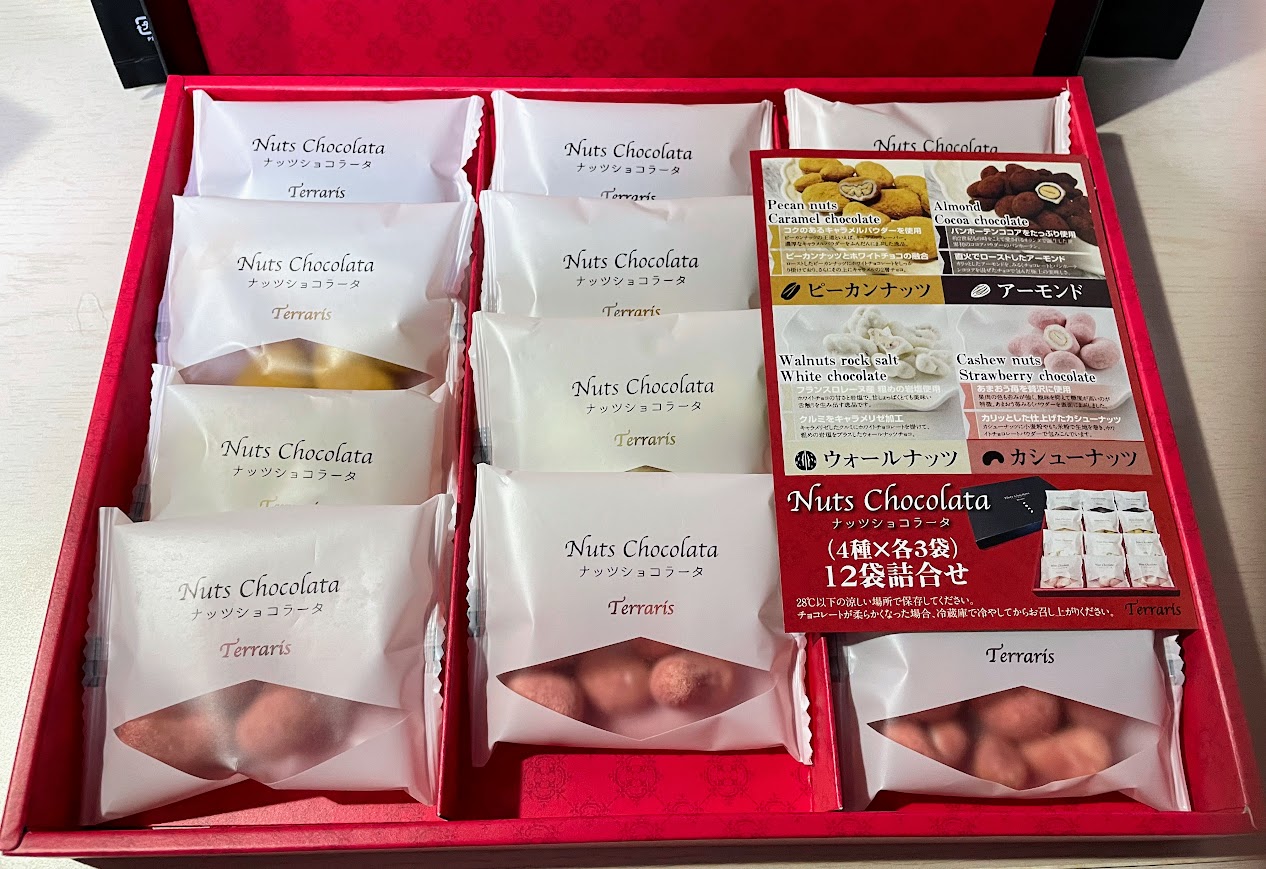 Nuts Chocolata
ナッツショコラータ
Terraris
Nuts Chocolata
ナッツショコラータ
Terraris
Nuts Chocolata
Nuts Chocolata
ナッツショコラータ
Terraris
Nuts Chocolata
ナッツショコラータ
Terraris
Nuts Chocolata
ナッツショコラータ
Terraris
Nuts Chocolata
ナッツショコラータ
Terraris
Nuts Chocolata
ナッツショコラータ
Terraris
Nuts Chocolata
ナッツショコラータ
Terraris
Pecan nuts
Caramel chocolate
コクのあるキャラメルパウダーを使用
ピーカンナッツとホワイトチョコの融合
ピーカンナッツ
Almond
Cocoa chocolate
バンホーテンココアをたっぷり使用
直火でローストしたアーモンド
アーモンド
Walnuts rock salt
White chocolate
フランスロレーヌ産 粗めの岩塩使用
クルミをキャラメリゼ加工
ウォールナッツ
Cashew nuts
Strawberry chocolate
あまおう苺を贅沢に使用
カリッとした仕上げたカシューナッツ
カシューナッツ
Nuts Chocolata
ナッツショコラータ
(4種×各3袋)
12袋詰合せ
28℃以下の涼しい場所で保存してください。
チョコレートが柔らかくなった場合、冷蔵庫で冷やしてからお召し上がりください。
Terraris
Terraris